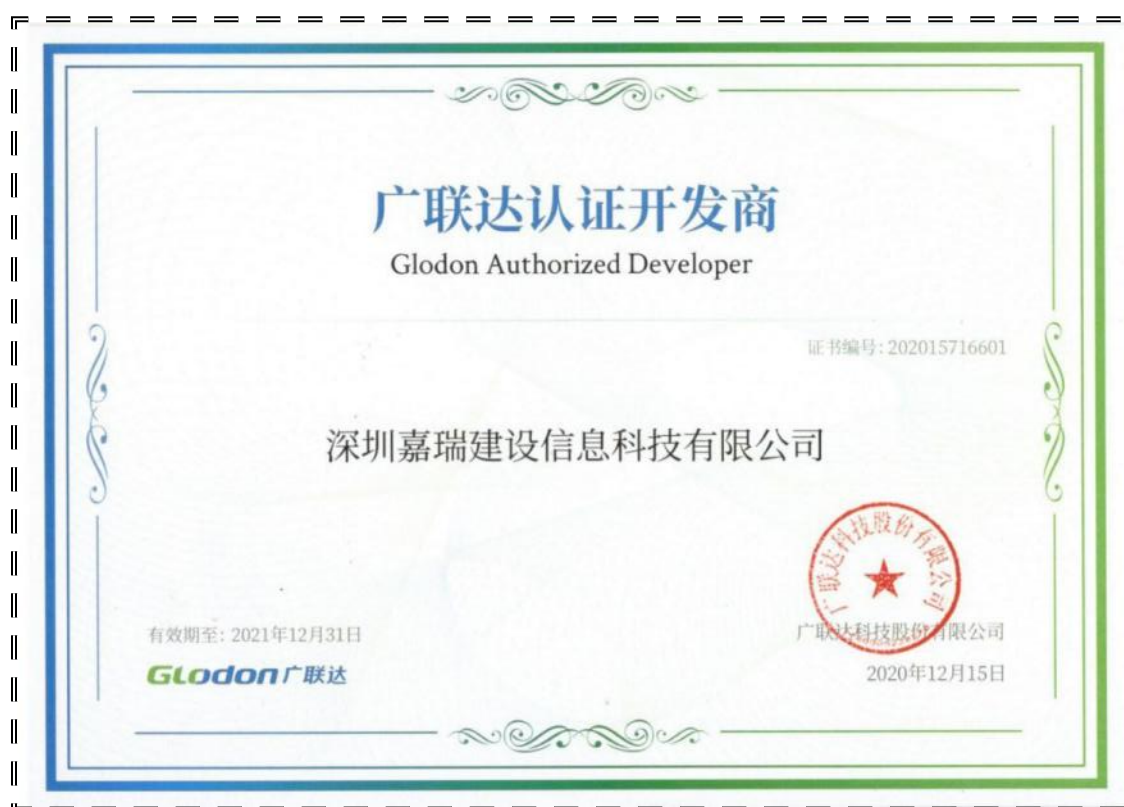 广联达认证开发商
Glodon Authorized Developer
证书编号: 202015716601
深圳嘉瑞建设信息科技有限公司
广联达科技股份有限公司
有效期至: 2021年12月31日
广联达科技股份有限公司
GLODON广联达
2020年12月15日